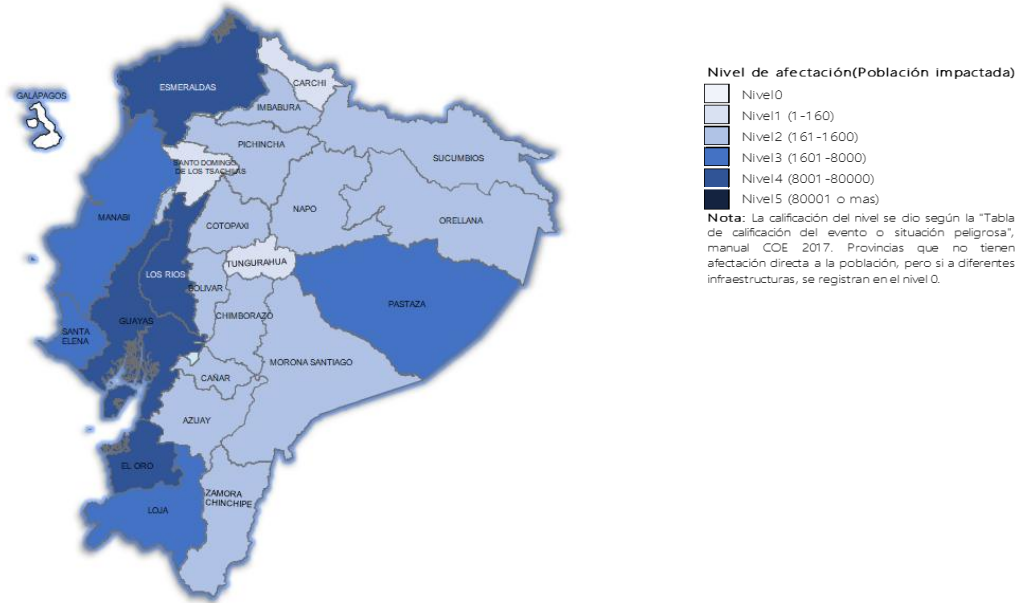 GALÁPAGOS
ESMERALDAS
CARCHI
IMBABURA
PICHINCHA
SUCUMBIOS
SANTO DOMINGO
DE LOS TSACHILAS
NAPO
ORELLANA
MANABI
COTOPAXI
TUNGURAHUA
LOS RIOS
BOLIVAR
PASTAZA
CHIMBORAZO
GUAYAS
SANTA
ELENA
MORONA SANTIAGO
CAÑAR
AZUAY
EL ORO
ZAMORA
CHINCHIPE
LOJA
Nivel de afectación(Población impactada)
Nivel0
Nivel1 (1-160)
Nivel2 (161-1600)
Nivel3 (1601-8000)
Nivel4 (8001-80000)
Nivel5 (80001 o mas)
Nota: La calificación del nivel se dio según la "Tabla
de calificación del evento o situación peligrosa",
manual COE 2017. Provincias que no tienen
afectación directa a la población, pero si a diferentes
infraestructuras, se registran en el nivel 0.